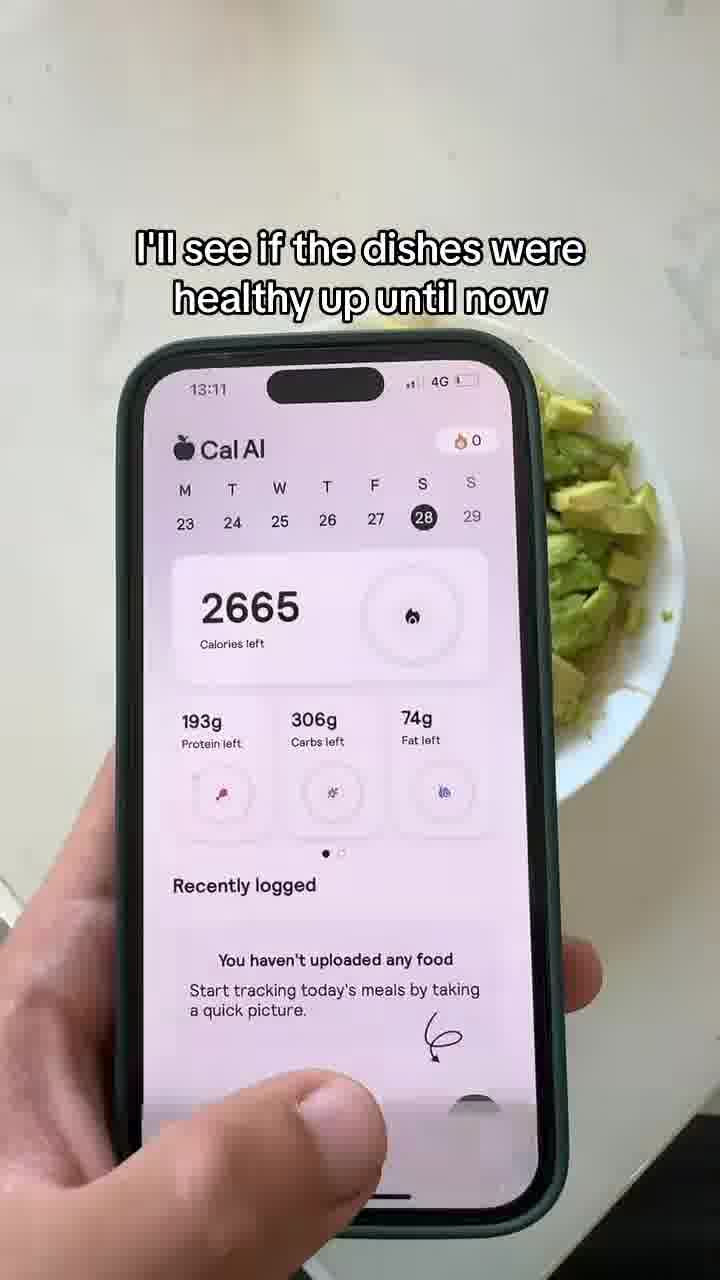 I'll see if the dishes were
healthy up until now
13:11 4G
Cal AI 0
M T W T F S S
23 24 25 26 27 28 29
2665
Calories left
193g 306g 74g
Protein left Carbs left Fat left
Recently logged
You haven't uploaded any food
Start tracking today's meals by taking
a quick picture.